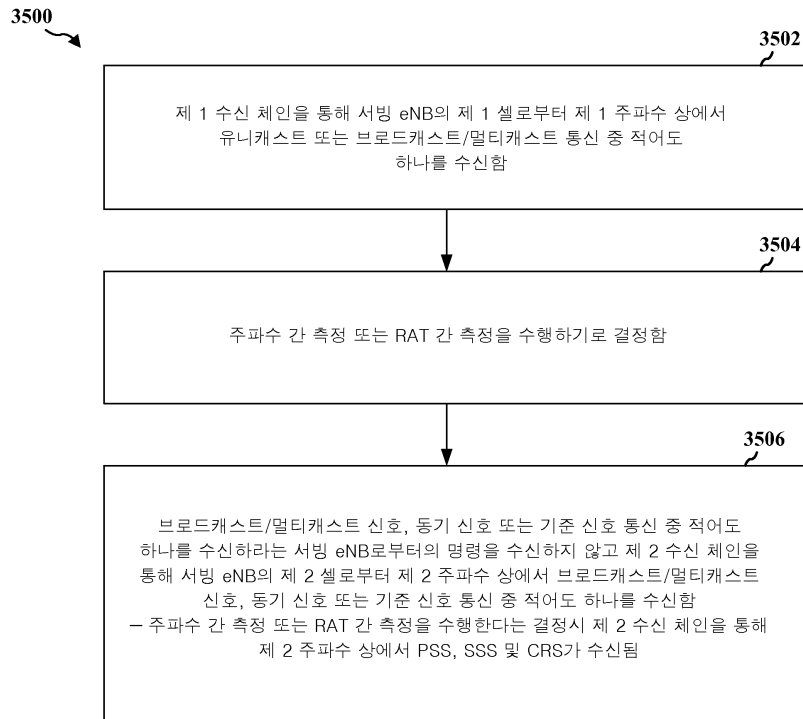 3500
3502
제 1 수신 체인을 통해 서빙 eNB의 제 1 셀로부터 제 1 주파수 상에서
유니캐스트 또는 브로드캐스트/멀티캐스트 통신 중 적어도
하나를 수신함
3504
주파수 간 측정 또는 RAT 간 측정을 수행하기로 결정함
3506
브로드캐스트/멀티캐스트 신호, 동기 신호 또는 기준 신호 통신 중 적어도
하나를 수신하라는 서빙 eNB로부터의 명령을 수신하지 않고 제 2 수신 체인을
통해 서빙 eNB의 제 2 셀로부터 제 2 주파수 상에서 브로드캐스트/멀티캐스트
신호, 동기 신호 또는 기준 신호 통신 중 적어도 하나를 수신함
– 주파수 간 측정 또는 RAT 간 측정을 수행한다는 결정시 제 2 수신 체인을 통해
제 2 주파수 상에서 PSS, SSS 및 CRS가 수신됨